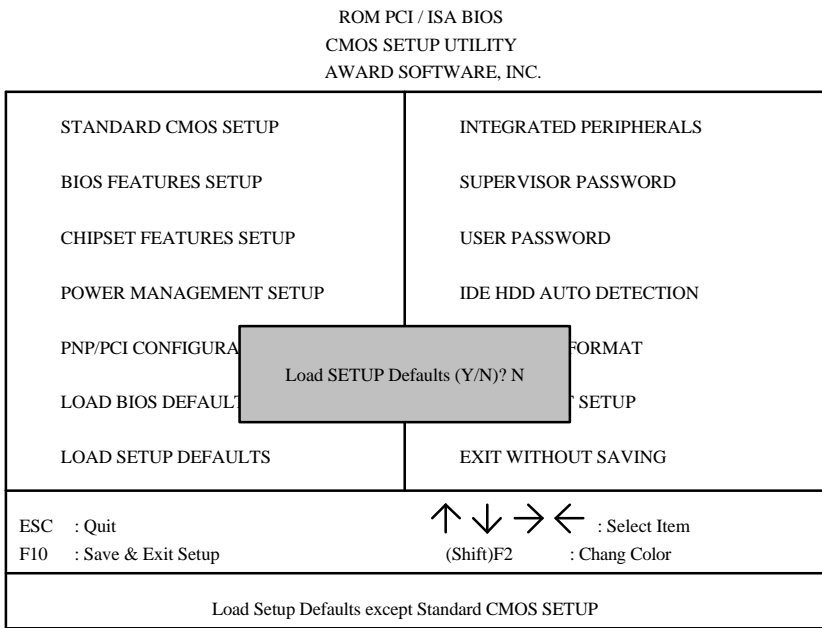 ROM PCI / ISA BIOS
CMOS SETUP UTILITY
AWARD SOFTWARE, INC.
STANDARD CMOS SETUP
INTEGRATED PERIPHERALS
BIOS FEATURES SETUP
SUPERVISOR PASSWORD
CHIPSET FEATURES SETUP
USER PASSWORD
POWER MANAGEMENT SETUP
IDE HDD AUTO DETECTION
PNP/PCI CONFIGURA
FORMAT
Load SETUP Defaults (Y/N)? N
LOAD BIOS DEFAULT
SETUP
LOAD SETUP DEFAULTS
EXIT WITHOUT SAVING
ESC : Quit
↑ ↓ → ← : Select Item
F10 : Save & Exit Setup
(Shift)F2 : Chang Color
Load Setup Defaults except Standard CMOS SETUP